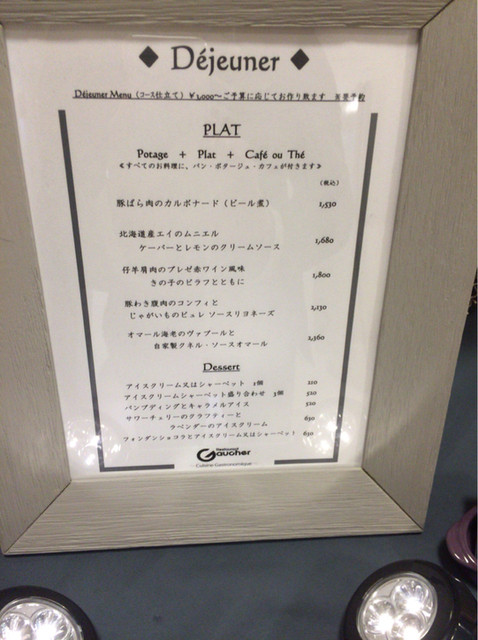 ◆ Déjeuner ◆
Déjeuner Menu (コース仕立て) ¥3,000〜ご予算に応じてお作り致します 要予約
PLAT
Potage + Plat + Café ou Thé
≪すべてのお料理に、パン・ポタージュ・カフェが付きます≫
(税込)
豚ばら肉のカルボナード（ビール煮） 1,530
北海道産エイのムニエル
ケーパーとレモンのクリームソース 1,680
仔羊肩肉のブレゼ赤ワイン風味 1,800
きの子のピラフとともに
豚わき腹肉のコンフィと
じゃがいものピュレ ソースリヨネーズ
オマール海老のヴァプールと
自家製クネル・ソースオマール
Dessert
アイスクリーム又はシャーベット 1個 210
アイスクリームシャーベット盛り合わせ 3個 520
パンプディングとキャラメルアイス 520
サワーチェリーのクラフティーと 630
ラベンダーのアイスクリーム
フォンダンショコラとアイスクリーム又はシャーベット 630
Restaurant
Gaucher
Cuisine Gastronomique